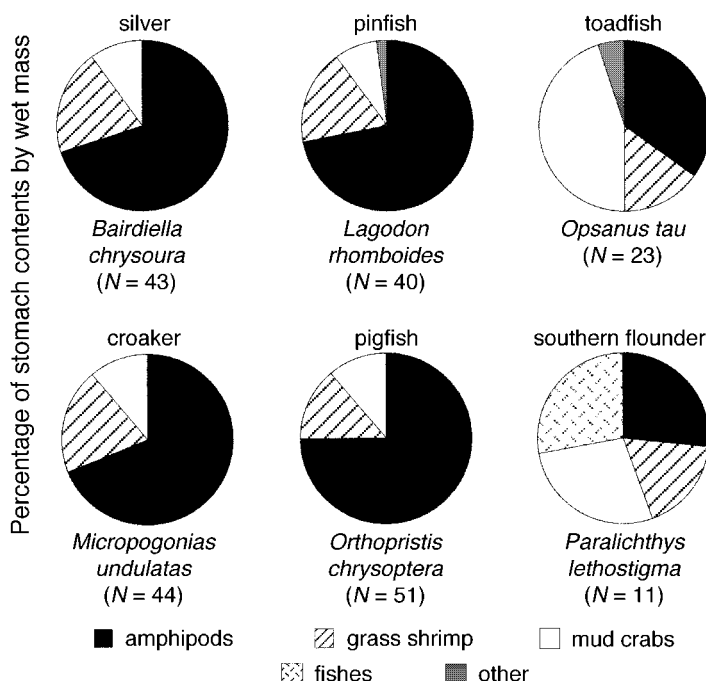 Percentage of stomach contents by wet mass
silver
pinfish
toadfish
Bairdiella
chrysoura
(N = 43)
Lagodon
rhomboides
(N = 40)
Opsanus tau
(N = 23)
croaker
pigfish
southern flounder
Micropogonias
undulatas
(N = 44)
Orthopristis
chrysoptera
(N = 51)
Paralichthys
lethostigma
(N = 11)
amphipods
grass shrimp
mud crabs
fishes
other